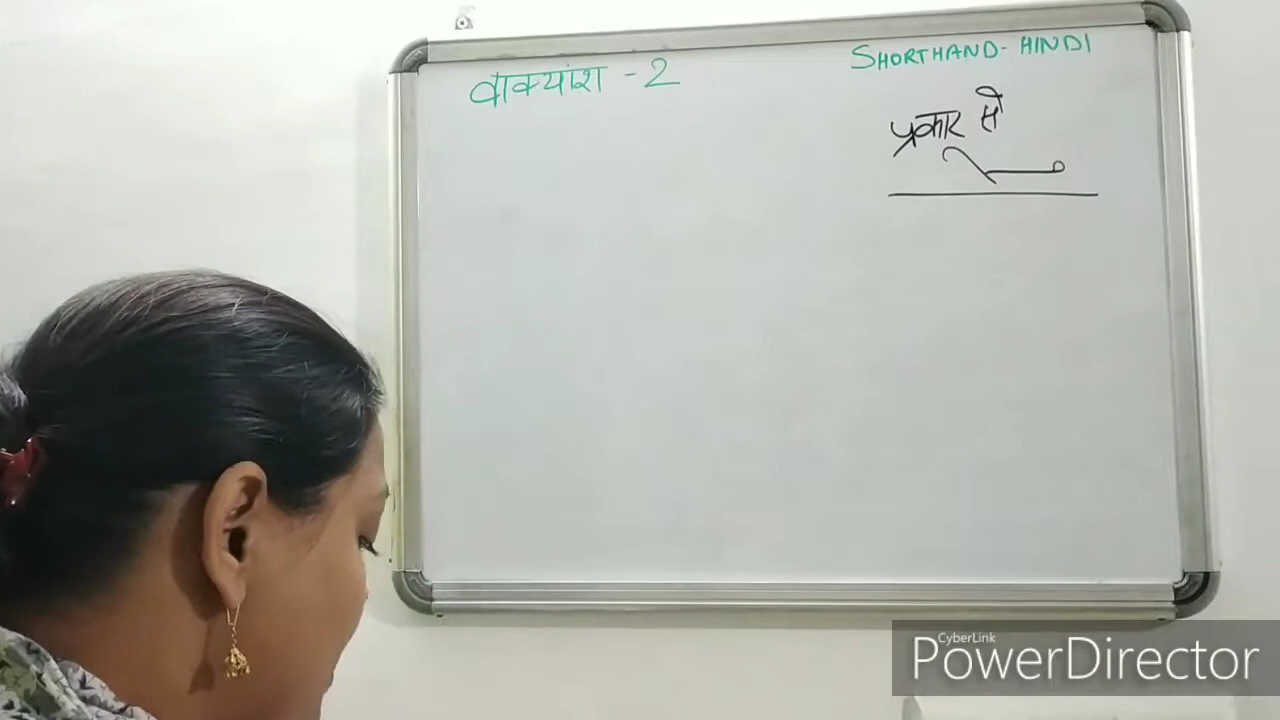 वाक्यांश - 2
SHORTHAND - HINDI
प्रकार से
CyberLink
PowerDirector